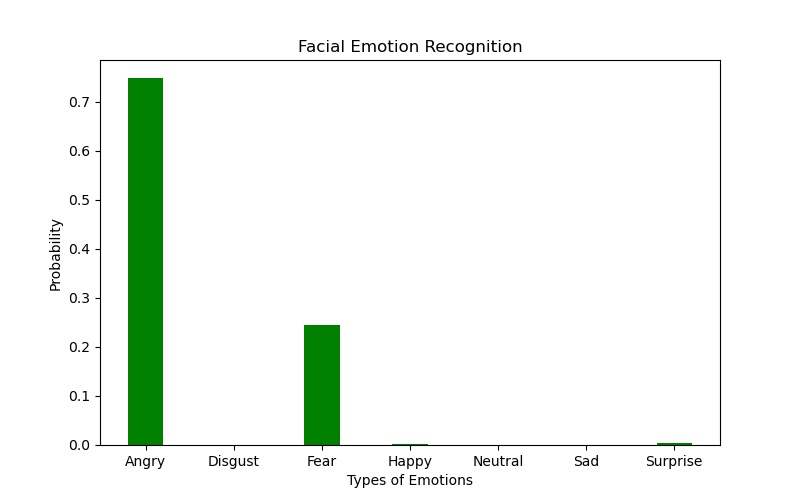 Facial Emotion Recognition
Probability
0.7
0.6
0.5
0.4
0.3
0.2
0.1
0.0
Angry Disgust Fear Happy Neutral Sad Surprise
Types of Emotions